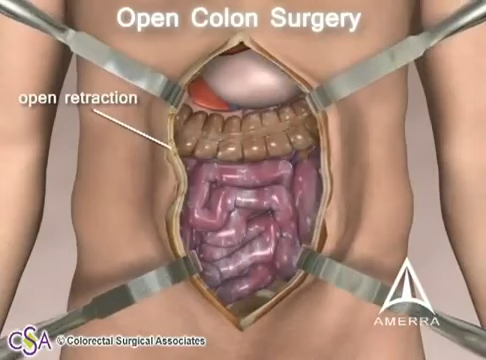 Open Colon Surgery
open retraction
AMERRA
CSA © Colorectal Surgical Associates